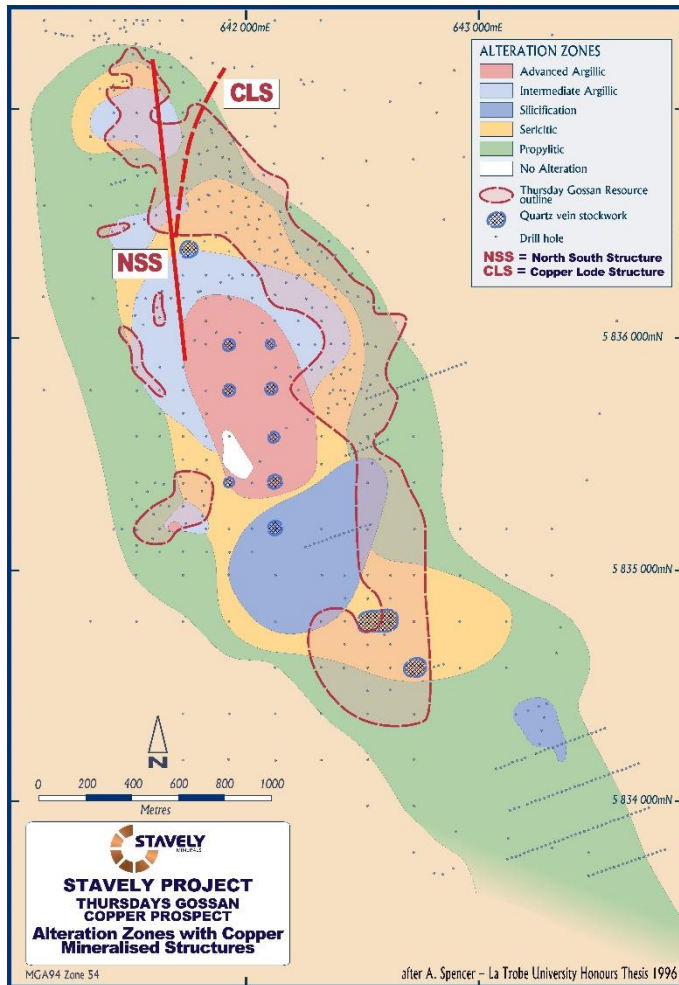 642 000mE
643 000mE
ALTERATION ZONES
Advanced Argillic
Intermediate Argillic
Silicification
Sericitic
Propylitic
No Alteration
Thursday Gossan Resource
outline
Quartz vein stockwork
Drill hole
NSS = North South Structure
CLS = Copper Lode Structure
CLS
NSS
5 836 000mN
5 835 000mN
5 834 000mN
N
0 200 400 600 800 1000
Metres
STAVELY
MINERALS
STAVELY PROJECT
THURSDAYS GOSSAN
COPPER PROSPECT
Alteration Zones with Copper
Mineralised Structures
MGA94 Zone 54
after A. Spencer – La Trobe University Honours Thesis 1996